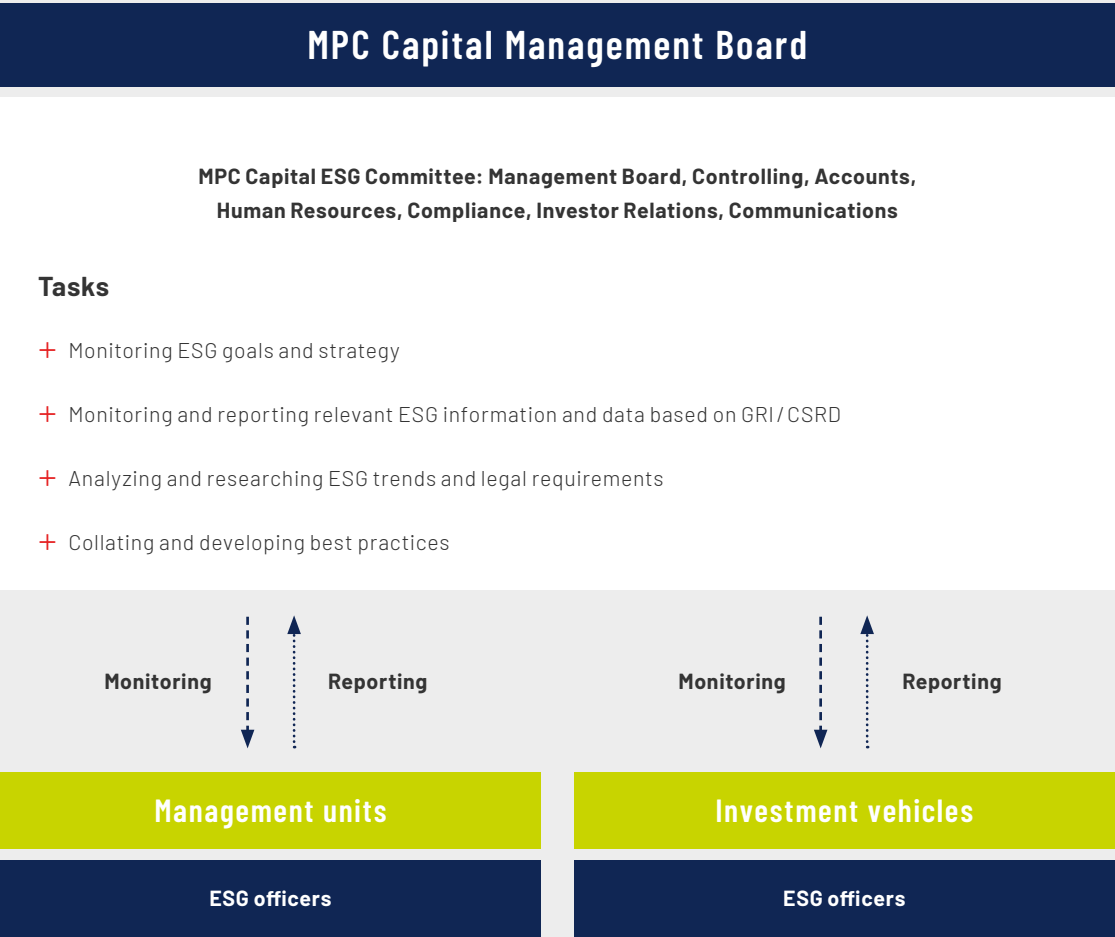 MPC Capital Management Board
MPC Capital ESG Committee: Management Board, Controlling, Accounts,
Human Resources, Compliance, Investor Relations, Communications
Tasks
+ Monitoring ESG goals and strategy
+ Monitoring and reporting relevant ESG information and data based on GRI / CSRD
+ Analyzing and researching ESG trends and legal requirements
+ Collating and developing best practices
Monitoring Reporting Monitoring Reporting
Management units Investment vehicles
ESG officers ESG officers